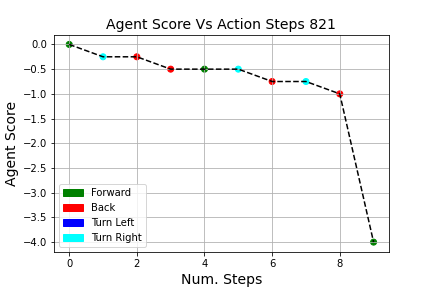 Agent Score Vs Action Steps 821
Agent Score
0.0
−0.5
−1.0
−1.5
−2.0
−2.5
−3.0
−3.5
−4.0
Forward
Back
Turn Left
Turn Right
0 2 4 6 8
Num. Steps